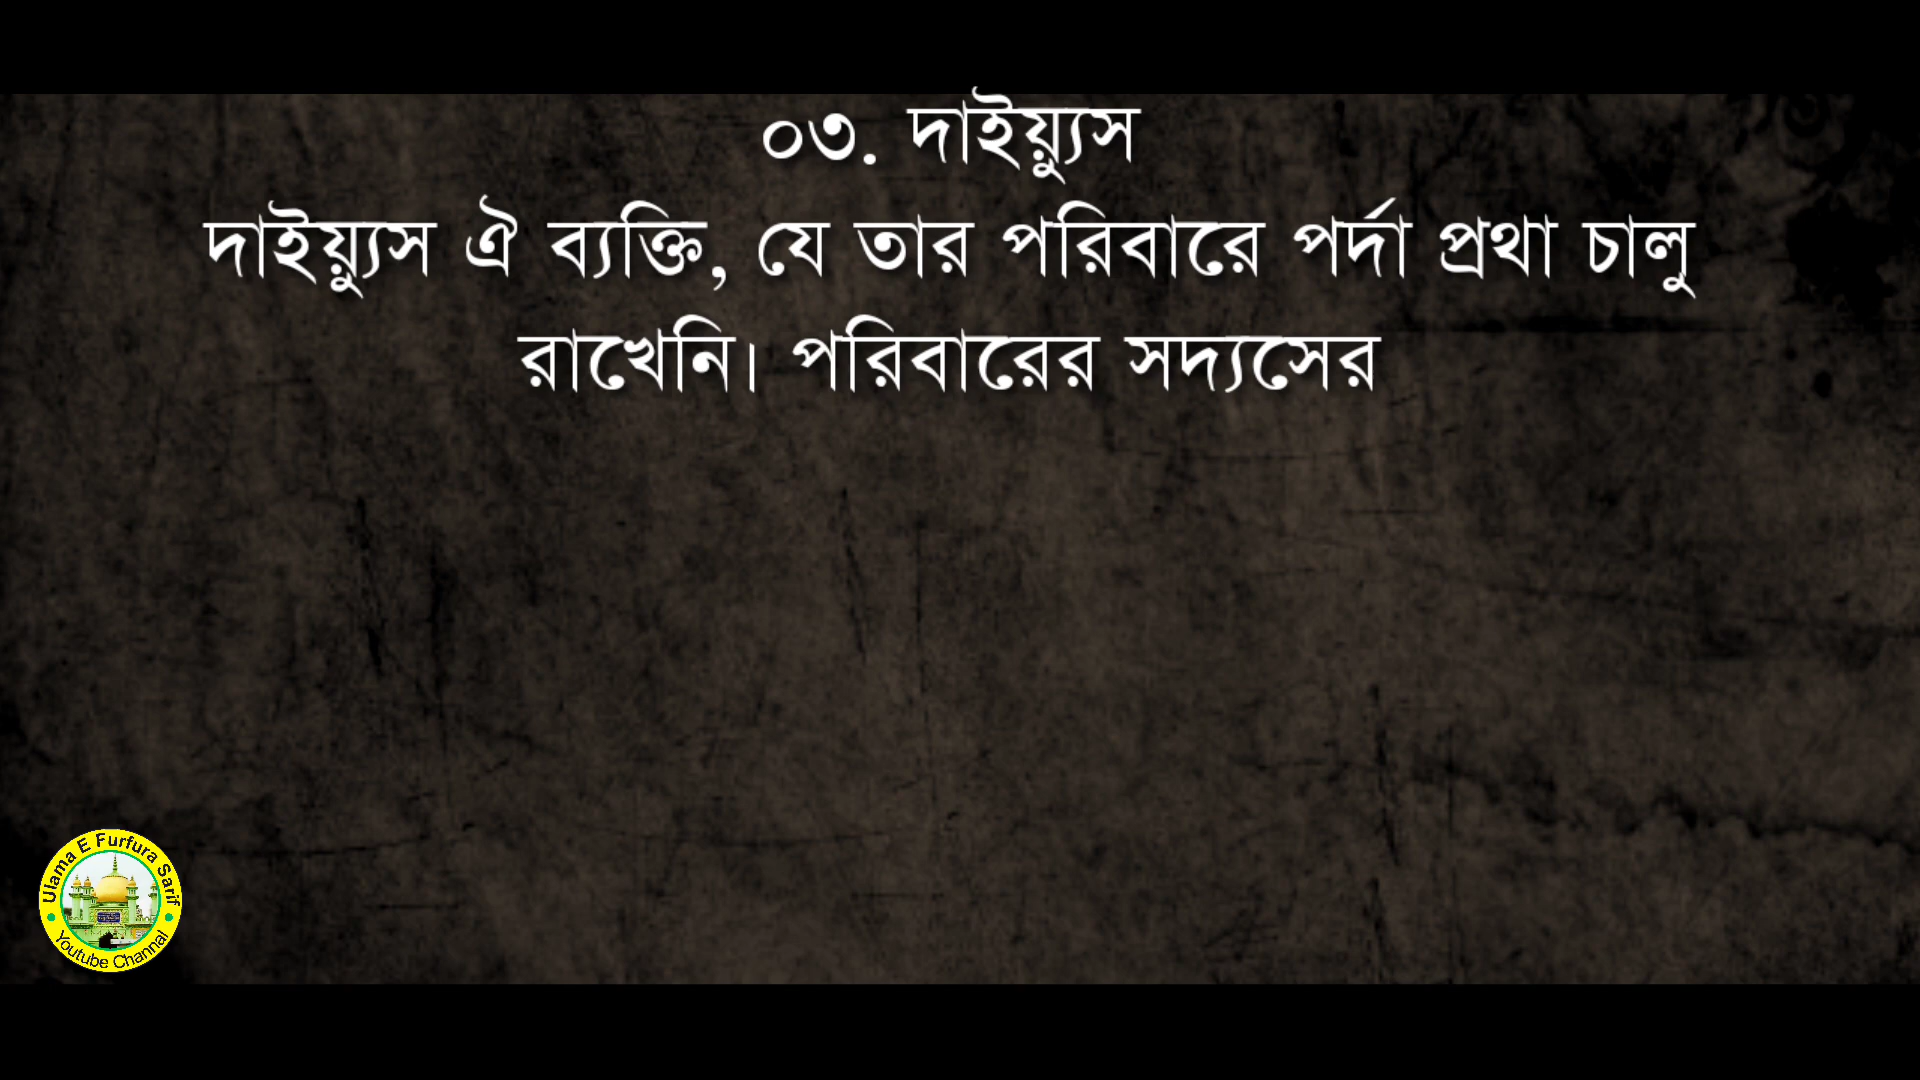 ০৩. দাইয়্যুস
দাইয়্যুস ঐ ব্যক্তি, যে তার পরিবারে পর্দা প্রথা চালু
রাখেনি। পরিবারের সদ্যসের
Ulama E Furfura Sarif
Youtube Channal